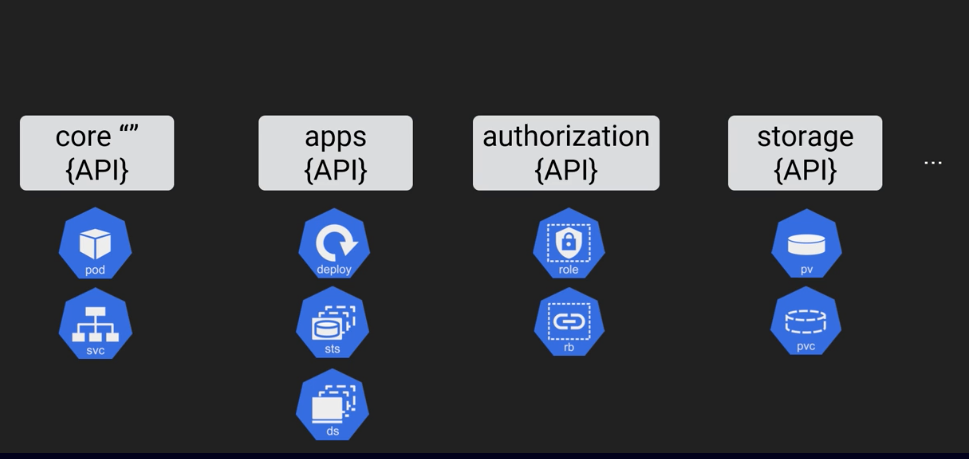 core “”
{API}
apps
{API}
authorization
{API}
storage
{API}
...
pod
deploy
role
pv
svc
sts
rb
pvc
ds